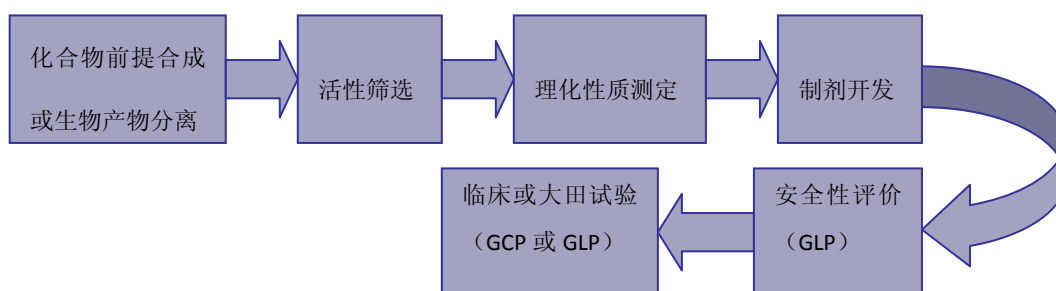 化合物前提合成
或生物产物分离
活性筛选
理化性质测定
制剂开发
安全性评价
（GLP）
临床或大田试验
（GCP 或 GLP）